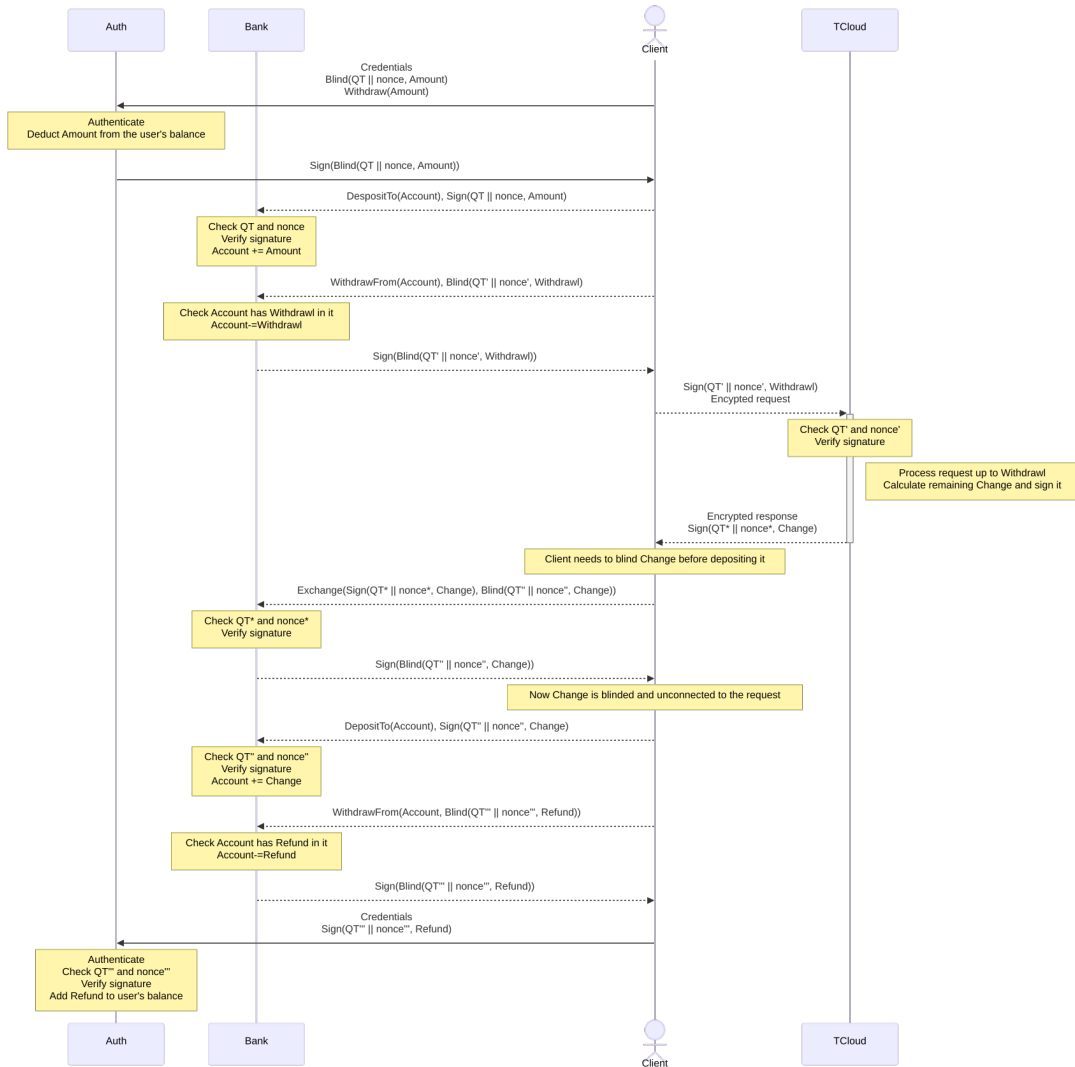 Auth
Bank
Client
TCloud
Credentials
Blind(QT || nonce, Amount)
Withdraw(Amount)
Authenticate
Deduct Amount from the user's balance
Sign(Blind(QT || nonce, Amount))
DespositTo(Account), Sign(QT || nonce, Amount)
Check QT and nonce
Verify signature
Account += Amount
WithdrawFrom(Account), Blind(QT' || nonce', Withdrawl)
Check Account has Withdrawl in it
Account-=Withdrawl
Sign(Blind(QT' || nonce', Withdrawl))
Sign(QT' || nonce', Withdrawl)
Encypted request
Check QT' and nonce'
Verify signature
Process request up to Withdrawl
Calculate remaining Change and sign it
Encrypted response
Sign(QT* || nonce*, Change)
Client needs to blind Change before depositing it
Exchange(Sign(QT* || nonce*, Change), Blind(QT'' || nonce'', Change))
Check QT* and nonce*
Verify signature
Sign(Blind(QT'' || nonce'', Change))
Now Change is blinded and unconnected to the request
DepositTo(Account), Sign(QT'' || nonce'', Change)
Check QT'' and nonce''
Verify signature
Account += Change
WithdrawFrom(Account, Blind(QT''' || nonce''', Refund))
Check Account has Refund in it
Account-=Refund
Sign(Blind(QT''' || nonce''', Refund))
Credentials
Sign(QT''' || nonce''', Refund)
Authenticate
Check QT''' and nonce'''
Verify signature
Add Refund to user's balance
Auth
Bank
Client
TCloud